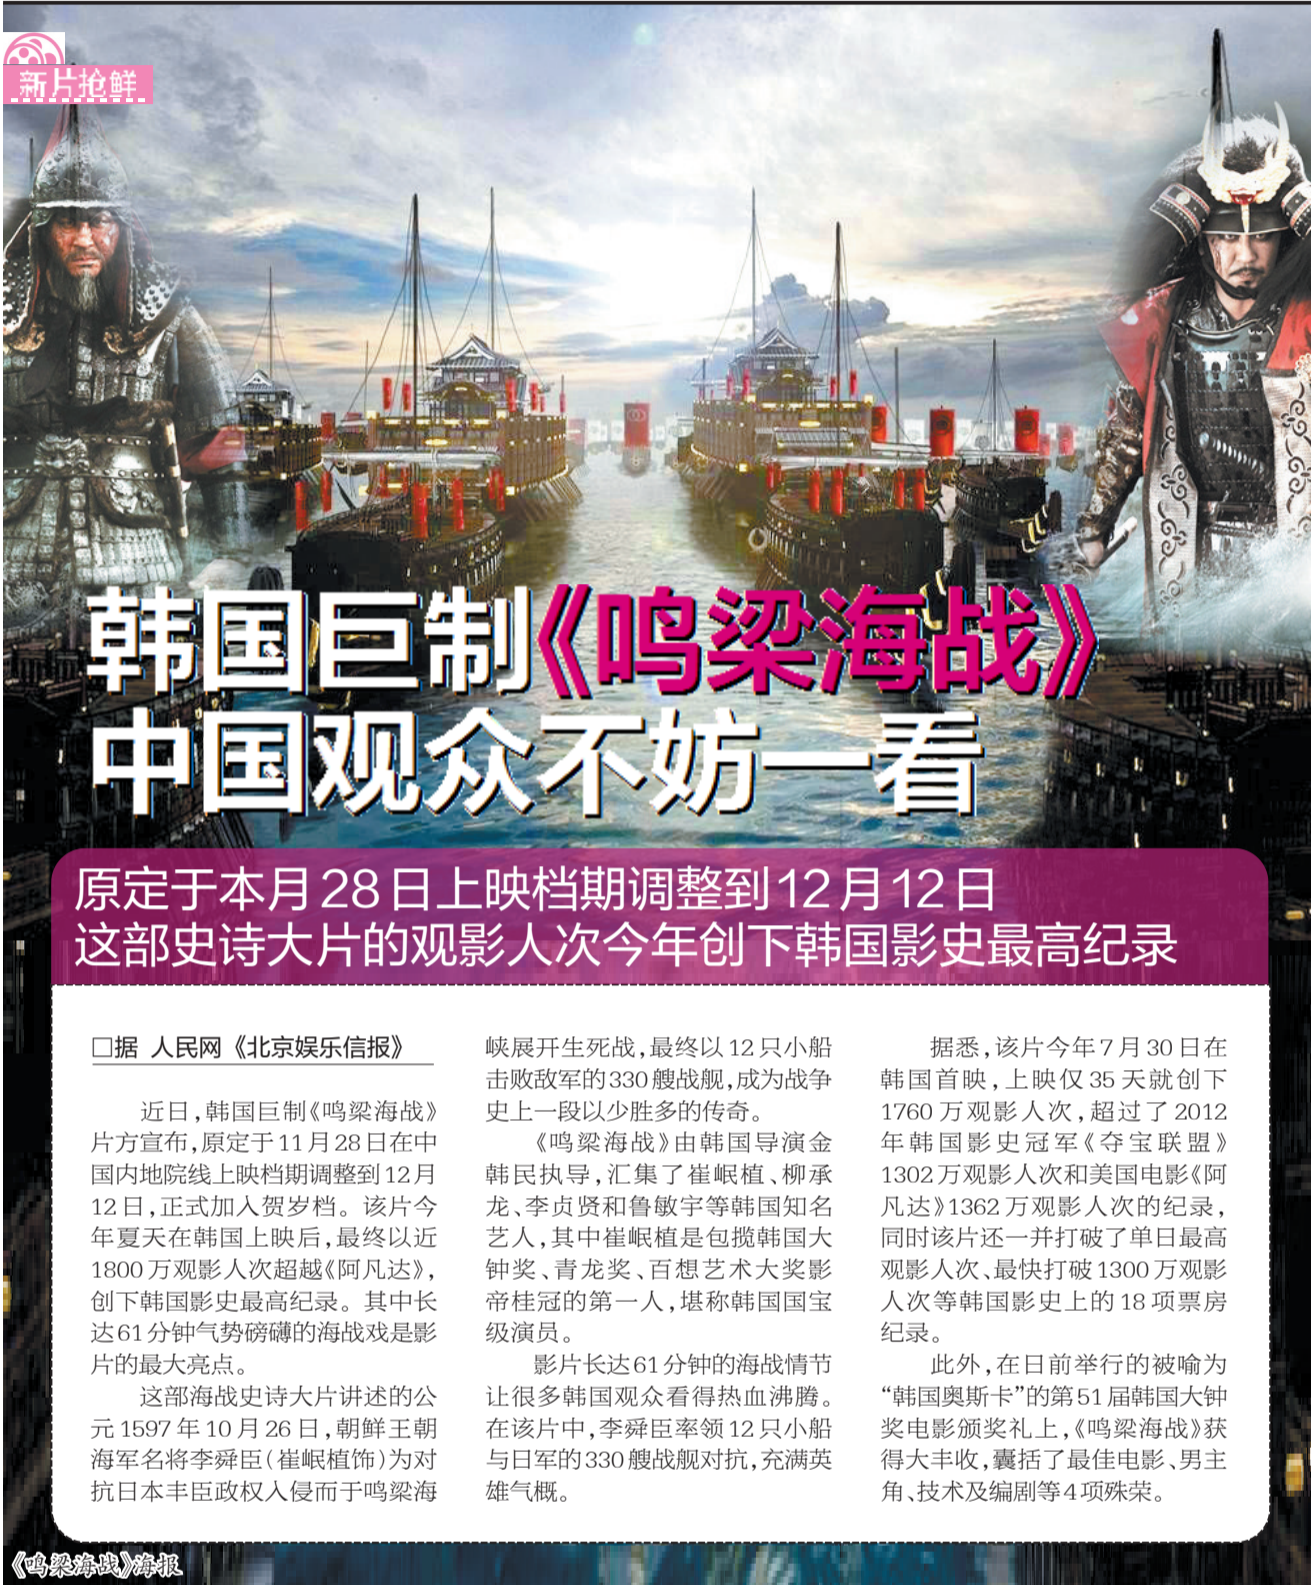 新片抢鲜
韩国巨制《鸣梁海战》
中国观众不妨一看
原定于本月28日上映档期调整到12月12日
这部史诗大片的观影人次今年创下韩国影史最高纪录
□据 人民网《北京娱乐信报》
近日,韩国巨制《鸣梁海战》
片方宣布,原定于11月28日在中
国内地院线上映档期调整到12月
12日,正式加入贺岁档。该片今
年夏天在韩国上映后,最终以近
1800万观影人次超越《阿凡达》,
创下韩国影史最高纪录。其中长
达61分钟气势磅礴的海战戏是影
片的最大亮点。
这部海战史诗大片讲述的公
元1597年10月26日,朝鲜王朝
海军名将李舜臣(崔岷植饰)为对
抗日本丰臣政权入侵而于鸣梁海
峡展开生死战,最终以12只小船
击败敌军的330艘战舰,成为战争
史上一段以少胜多的传奇。
《鸣梁海战》由韩国导演金
韩民执导,汇集了崔岷植、柳承
龙、李贞贤和鲁敏宇等韩国知名
艺人,其中崔岷植是包揽韩国大
钟奖、青龙奖、百想艺术大奖影
帝桂冠的第一人,堪称韩国国宝
级演员。
影片长达61分钟的海战情节
让很多韩国观众看得热血沸腾。
在该片中,李舜臣率领12只小船
与日军的330艘战舰对抗,充满英
雄气概。
据悉,该片今年7月30日在
韩国首映,上映仅35天就创下
1760万观影人次,超过了2012
年韩国影史冠军《夺宝联盟》
1302万观影人次和美国电影《阿
凡达》1362万观影人次的纪录,
同时该片还一并打破了单日最高
观影人次、最快打破1300万观影
人次等韩国影史上的18项票房
纪录。
此外,在日前举行的被喻为
“韩国奥斯卡”的第51届韩国大钟
奖电影颁奖礼上,《鸣梁海战》获
得大丰收,囊括了最佳电影、男主
角、技术及编剧等4项殊荣。
《鸣梁海战》海报